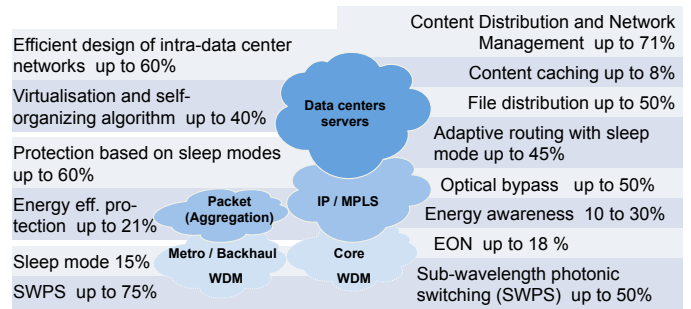 Efficient design of intra-data center
networks up to 60%
Virtualisation and self-
organizing algorithm up to 40%
Protection based on sleep modes
up to 60%
Energy eff. pro-
tection up to 21%
Sleep mode 15%
SWPS up to 75%
Data centers
servers
Packet
(Aggregation)
IP / MPLS
Metro / Backhaul
WDM
Core
WDM
Content Distribution and Network
Management up to 71%
Content caching up to 8%
File distribution up to 50%
Adaptive routing with sleep
mode up to 45%
Optical bypass up to 50%
Energy awareness 10 to 30%
EON up to 18 %
Sub-wavelength photonic
switching (SWPS) up to 50%